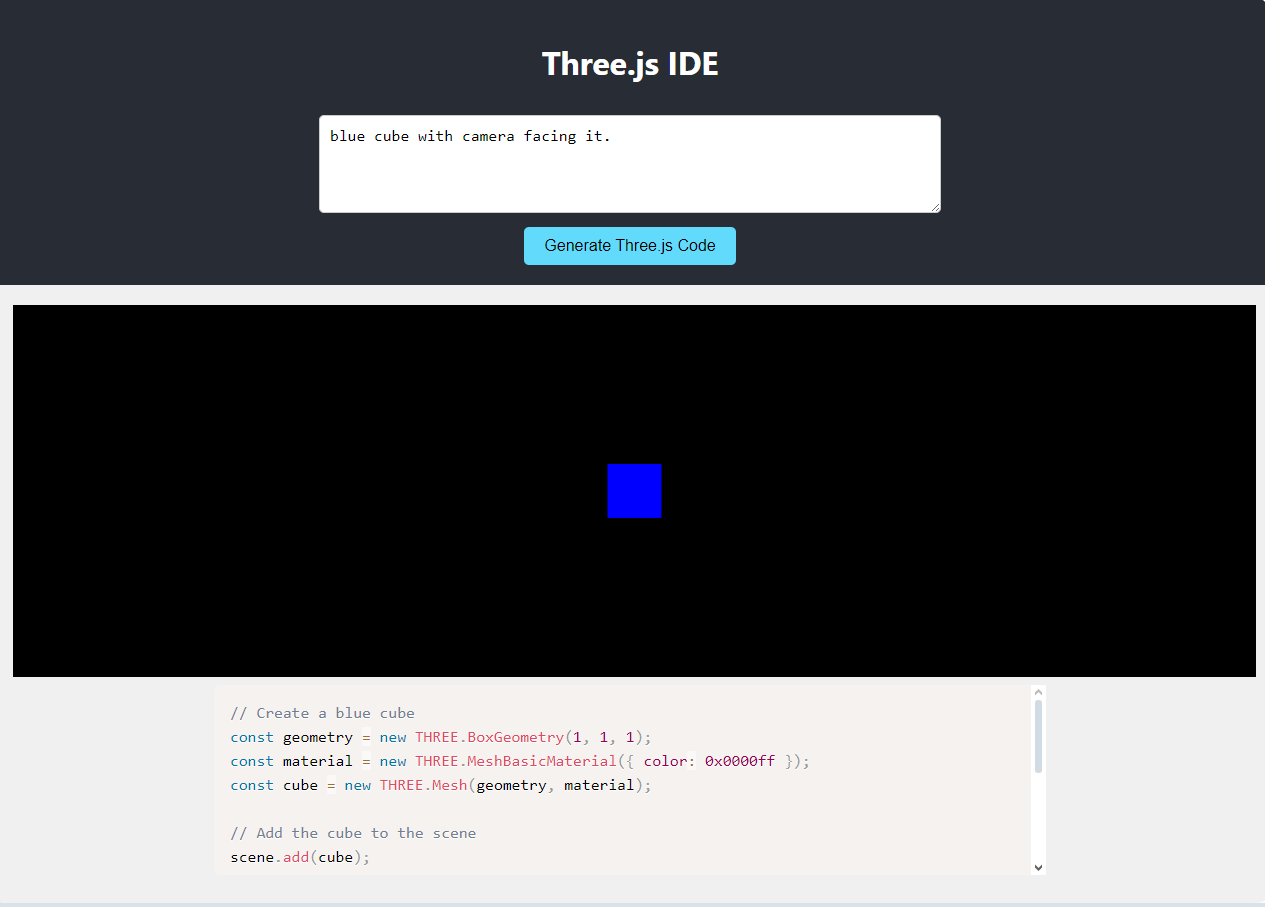 Three.js IDE
blue cube with camera facing it.
Generate Three.js Code
// Create a blue cube
const geometry = new THREE.BoxGeometry(1, 1, 1);
const material = new THREE.MeshBasicMaterial({ color: 0x0000ff });
const cube = new THREE.Mesh(geometry, material);
// Add the cube to the scene
scene.add(cube);